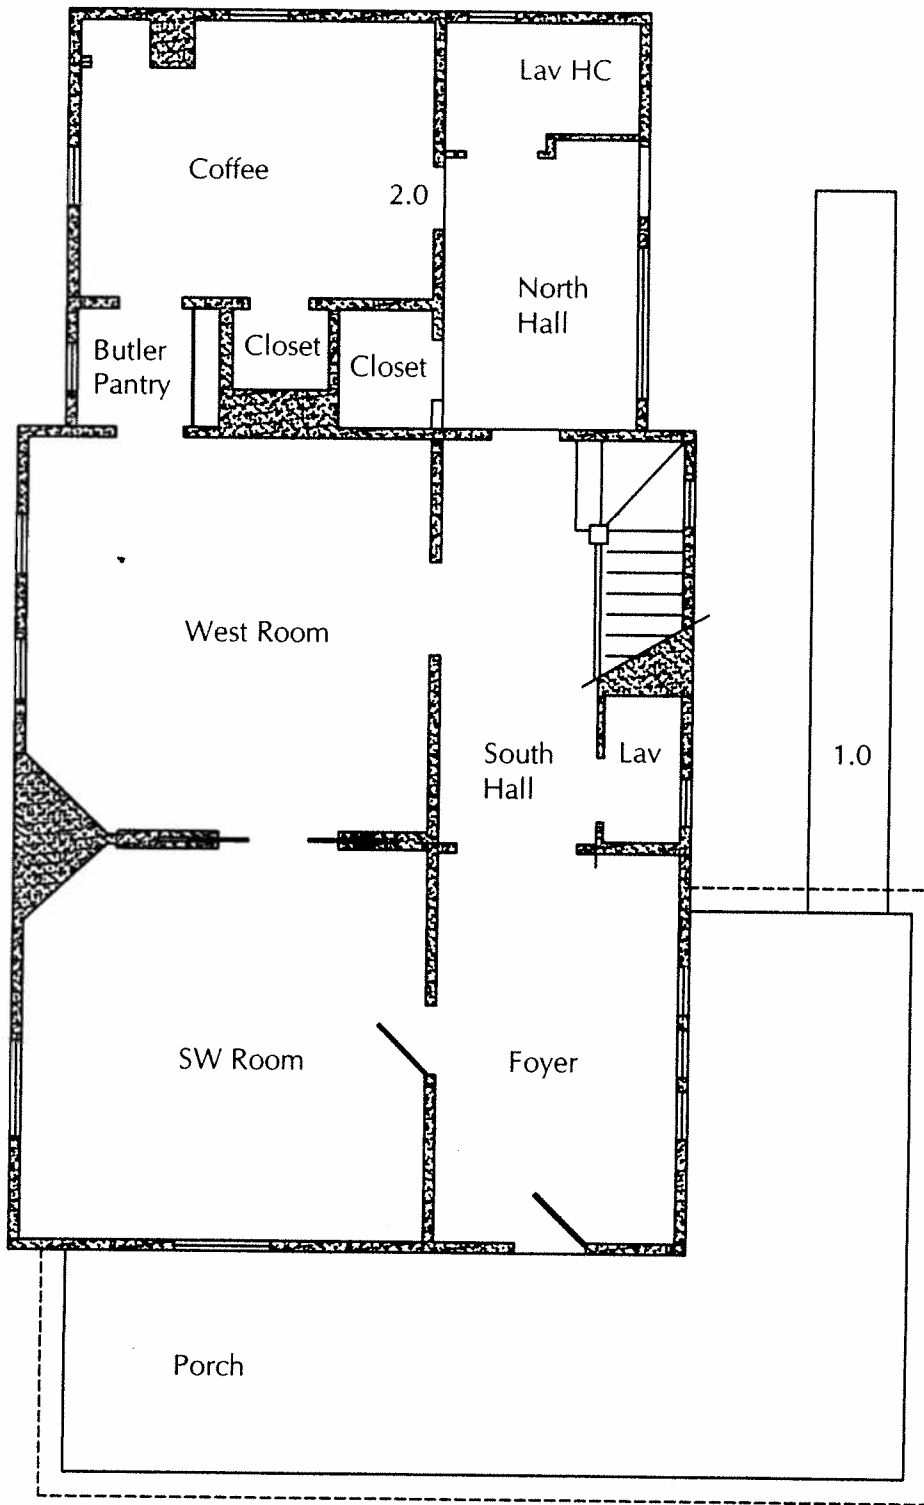 Lav HC
Coffee
2.0
North
Hall
Butler
Pantry
Closet
Closet
West Room
South
Hall
Lav
1.0
SW Room
Foyer
Porch